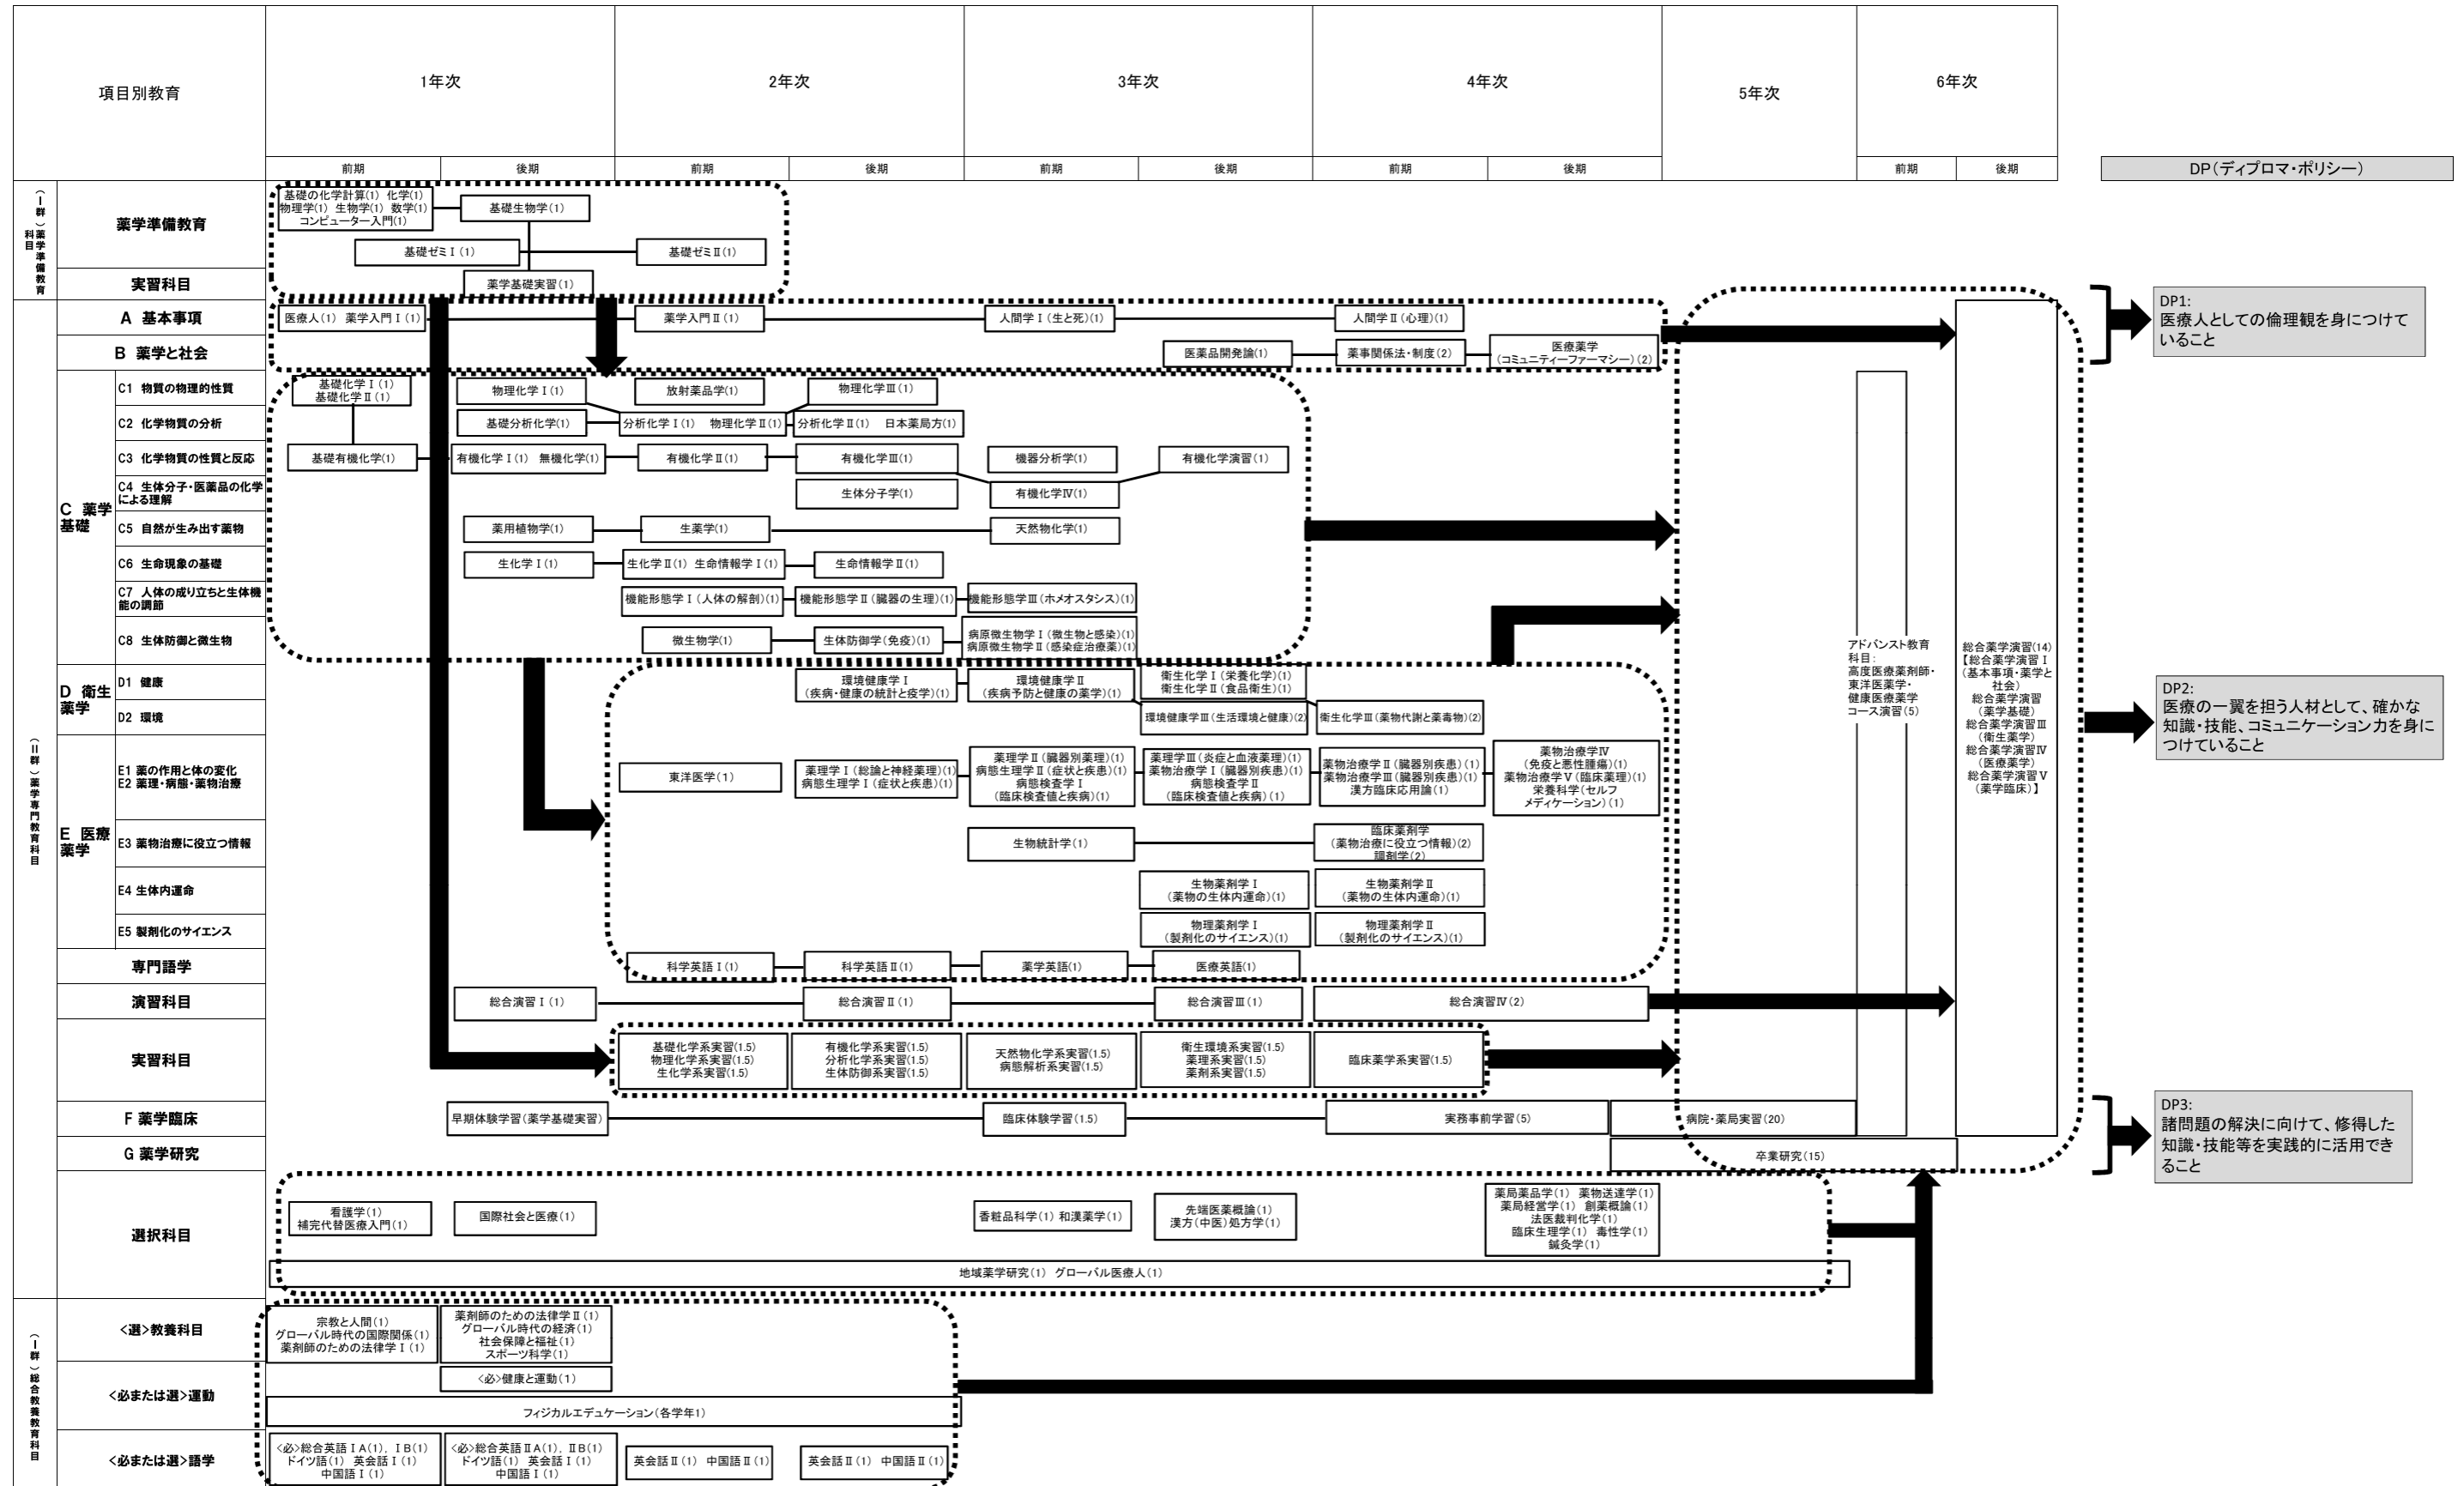 項目別教育
1年次
2年次
3年次
4年次
5年次
6年次
前期
後期
前期
後期
前期
後期
前期
後期
前期
後期
DP(ディプロマ・ポリシー)
(Ⅰ群)薬学準備教育科目
薬学準備教育
基礎の化学計算(1) 化学(1)
物理学(1) 生物学(1) 数学(1)
コンピューター入門(1)
基礎生物学(1)
基礎ゼミⅠ(1)
基礎ゼミⅡ(1)
実習科目
薬学基礎実習(1)
(Ⅱ群)薬学専門教育科目
A 基本事項
医療人(1) 薬学入門Ⅰ(1)
薬学入門Ⅱ(1)
人間学Ⅰ(生と死)(1)
人間学Ⅱ(心理)(1)
DP1:
医療人としての倫理観を身につけて
いること
B 薬学と社会
医薬品開発論(1)
薬事関係法・制度(2)
医療薬学
(コミュニティーファーマシー)(2)
C 薬学
基礎
C1 物質の物理的性質
基礎化学Ⅰ(1)
基礎化学Ⅱ(1)
物理化学Ⅰ(1)
放射薬品学(1)
物理化学Ⅲ(1)
C2 化学物質の分析
基礎分析化学(1)
分析化学Ⅰ(1) 物理化学Ⅱ(1)
分析化学Ⅱ(1) 日本薬局方(1)
C3 化学物質の性質と反応
基礎有機化学(1)
有機化学Ⅰ(1) 無機化学(1)
有機化学Ⅱ(1)
有機化学Ⅲ(1)
機器分析学(1)
有機化学演習(1)
C4 生体分子・医薬品の化学
による理解
生体分子学(1)
有機化学Ⅳ(1)
C5 自然が生み出す薬物
薬用植物学(1)
生薬学(1)
天然物化学(1)
C6 生命現象の基礎
生化学Ⅰ(1)
生化学Ⅱ(1) 生命情報学Ⅰ(1)
生命情報学Ⅱ(1)
C7 人体の成り立ちと生体機
能の調節
機能形態学Ⅰ(人体の解剖)(1)
機能形態学Ⅱ(臓器の生理)(1)
機能形態学Ⅲ(ホメオスタシス)(1)
C8 生体防御と微生物
微生物学(1)
生体防御学(免疫)(1)
病原微生物学Ⅰ(微生物と感染)(1)
病原微生物学Ⅱ(感染症治療薬)(1)
アドバンスト教育
科目:
高度医療薬剤師・
東洋医薬学・
健康医療薬学
コース演習(5)
総合薬学演習(14)
【総合薬学演習Ⅰ
(基本事項・薬学と
社会)
総合薬学演習
(薬学基礎)
総合薬学演習Ⅲ
(衛生薬学)
総合薬学演習Ⅳ
(医療薬学)
総合薬学演習Ⅴ
(薬学臨床)】
DP2:
医療の一翼を担う人材として、確かな
知識・技能、コミュニケーション力を身に
つけていること
D 衛生
薬学
D1 健康
環境健康学Ⅰ
(疾病・健康の統計と疫学)(1)
環境健康学Ⅱ
(疾病予防と健康の薬学)(1)
衛生化学Ⅰ(栄養化学)(1)
衛生化学Ⅱ(食品衛生)(1)
D2 環境
環境健康学Ⅲ(生活環境と健康)(2)
衛生化学Ⅲ(薬物代謝と薬毒物)(2)
E 医療
薬学
E1 薬の作用と体の変化
E2 薬理・病態・薬物治療
東洋医学(1)
薬理学Ⅰ(総論と神経薬理)(1)
病態生理学Ⅰ(症状と疾患)(1)
薬理学Ⅱ(臓器別薬理)(1)
病態生理学Ⅱ(症状と疾患)(1)
病態検査学Ⅰ
(臨床検査値と疾病)(1)
薬理学Ⅲ(炎症と血液薬理)(1)
薬物治療学Ⅰ(臓器別疾患)(1)
病態検査学Ⅱ
(臨床検査値と疾病)(1)
薬物治療学Ⅱ(臓器別疾患)(1)
薬物治療学Ⅲ(臓器別疾患)(1)
漢方臨床応用論(1)
薬物治療学Ⅳ
(免疫と悪性腫瘍)(1)
薬物治療学Ⅴ(臨床薬理)(1)
栄養科学(セルフ
メディケーション)(1)
E3 薬物治療に役立つ情報
生物統計学(1)
臨床薬剤学
(薬物治療に役立つ情報)(2)
調剤学(2)
E4 生体内運命
生物薬剤学Ⅰ
(薬物の生体内運命)(1)
生物薬剤学Ⅱ
(薬物の生体内運命)(1)
E5 製剤化のサイエンス
物理薬剤学Ⅰ
(製剤化のサイエンス)(1)
物理薬剤学Ⅱ
(製剤化のサイエンス)(1)
専門語学
科学英語Ⅰ(1)
科学英語Ⅱ(1)
薬学英語(1)
医療英語(1)
演習科目
総合演習Ⅰ(1)
総合演習Ⅱ(1)
総合演習Ⅲ(1)
総合演習Ⅳ(2)
実習科目
基礎化学系実習(1.5)
物理化学系実習(1.5)
生化学系実習(1.5)
有機化学系実習(1.5)
分析化学系実習(1.5)
生体防御系実習(1.5)
天然物化学系実習(1.5)
病態解析系実習(1.5)
衛生環境系実習(1.5)
薬理系実習(1.5)
薬剤系実習(1.5)
臨床薬学系実習(1.5)
F 薬学臨床
早期体験学習(薬学基礎実習)
臨床体験学習(1.5)
実務事前学習(5)
病院・薬局実習(20)
DP3:
諸問題の解決に向けて、修得した
知識・技能等を実践的に活用でき
ること
G 薬学研究
卒業研究(15)
選択科目
看護学(1)
補完代替医療入門(1)
国際社会と医療(1)
香粧品科学(1) 和漢薬学(1)
先端医薬概論(1)
漢方(中医)処方学(1)
薬局薬品学(1) 薬物送達学(1)
薬局経営学(1) 創薬概論(1)
法医裁判化学(1)
臨床生理学(1) 毒性学(1)
鍼灸学(1)
地域薬学研究(1) グローバル医療人(1)
(Ⅰ群)総合教養教育科目
<選>教養科目
宗教と人間(1)
グローバル時代の国際関係(1)
薬剤師のための法律学Ⅰ(1)
薬剤師のための法律学Ⅱ(1)
グローバル時代の経済(1)
社会保障と福祉(1)
スポーツ科学(1)
<必または選>運動
<必>健康と運動(1)
フィジカルエデュケーション(各学年1)
<必または選>語学
<必>総合英語ⅠA(1), ⅠB(1)
ドイツ語(1) 英会話Ⅰ(1)
中国語Ⅰ(1)
<必>総合英語ⅡA(1), ⅡB(1)
ドイツ語(1) 英会話Ⅰ(1)
中国語Ⅰ(1)
英会話Ⅱ(1) 中国語Ⅱ(1)
英会話Ⅱ(1) 中国語Ⅱ(1)